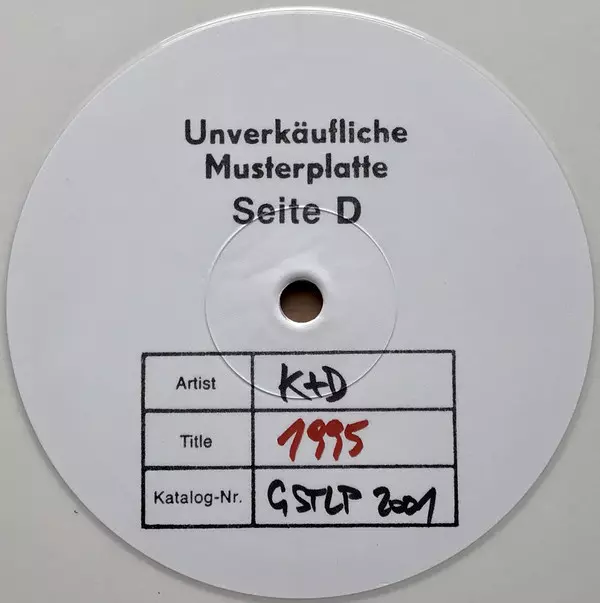 Unverkäufliche
Musterplatte
Seite D
Artist K+D
Title 1995
Katalog-Nr. GSTLP 2001